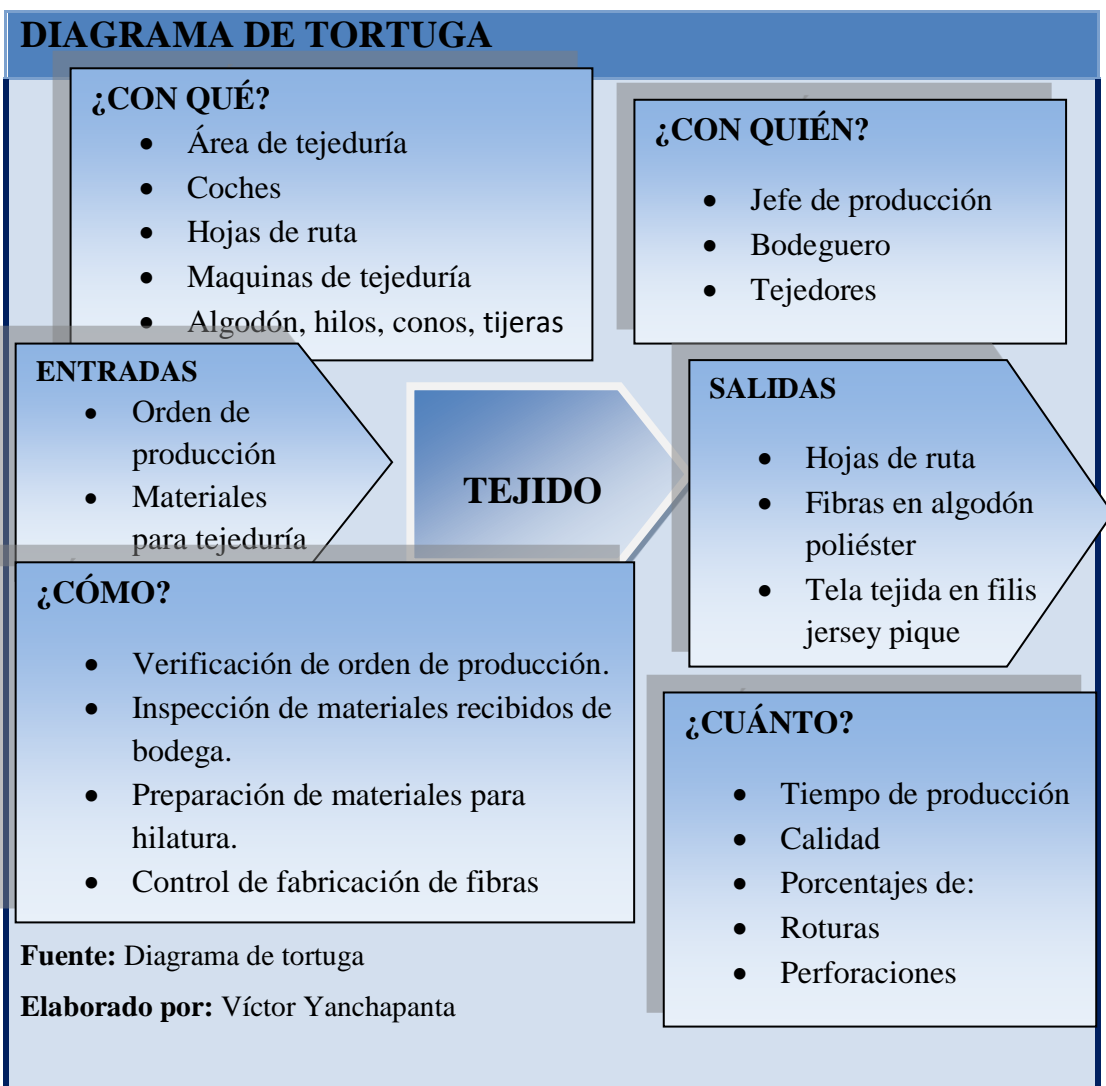 DIAGRAMA DE TORTUGA
¿CON QUÉ?
• Área de tejeduría
• Coches
• Hojas de ruta
• Maquinas de tejeduría
• Algodón, hilos, conos, tijeras
¿CON QUIÉN?
• Jefe de producción
• Bodeguero
• Tejedores
ENTRADAS
• Orden de
producción
• Materiales
para tejeduría
TEJIDO
SALIDAS
• Hojas de ruta
• Fibras en algodón
poliéster
• Tela tejida en filis
jersey pique
¿CÓMO?
• Verificación de orden de producción.
• Inspección de materiales recibidos de
bodega.
• Preparación de materiales para
hilatura.
• Control de fabricación de fibras
¿CUÁNTO?
• Tiempo de producción
• Calidad
• Porcentajes de:
• Roturas
• Perforaciones
Fuente: Diagrama de tortuga
Elaborado por: Víctor Yanchapanta